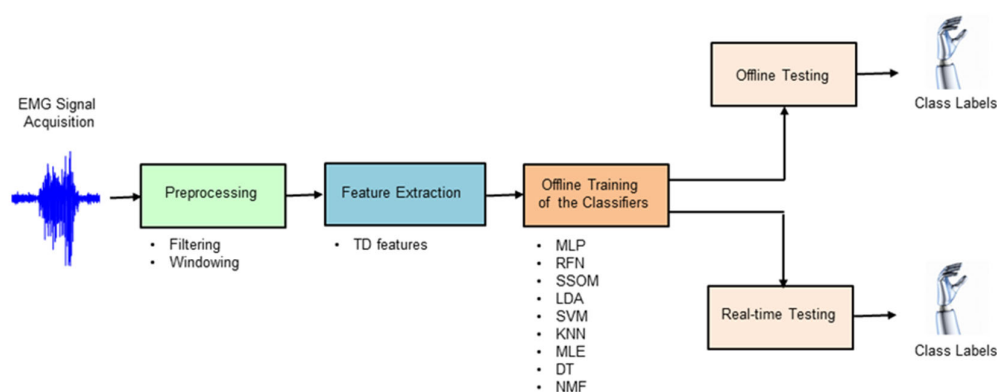 EMG Signal
Acquisition
Preprocessing
• Filtering
• Windowing
Feature Extraction
• TD features
Offline Training
of the Classifiers
• MLP
• RFN
• SSOM
• LDA
• SVM
• KNN
• MLE
• DT
• NMF
Offline Testing
Class Labels
Real-time Testing
Class Labels